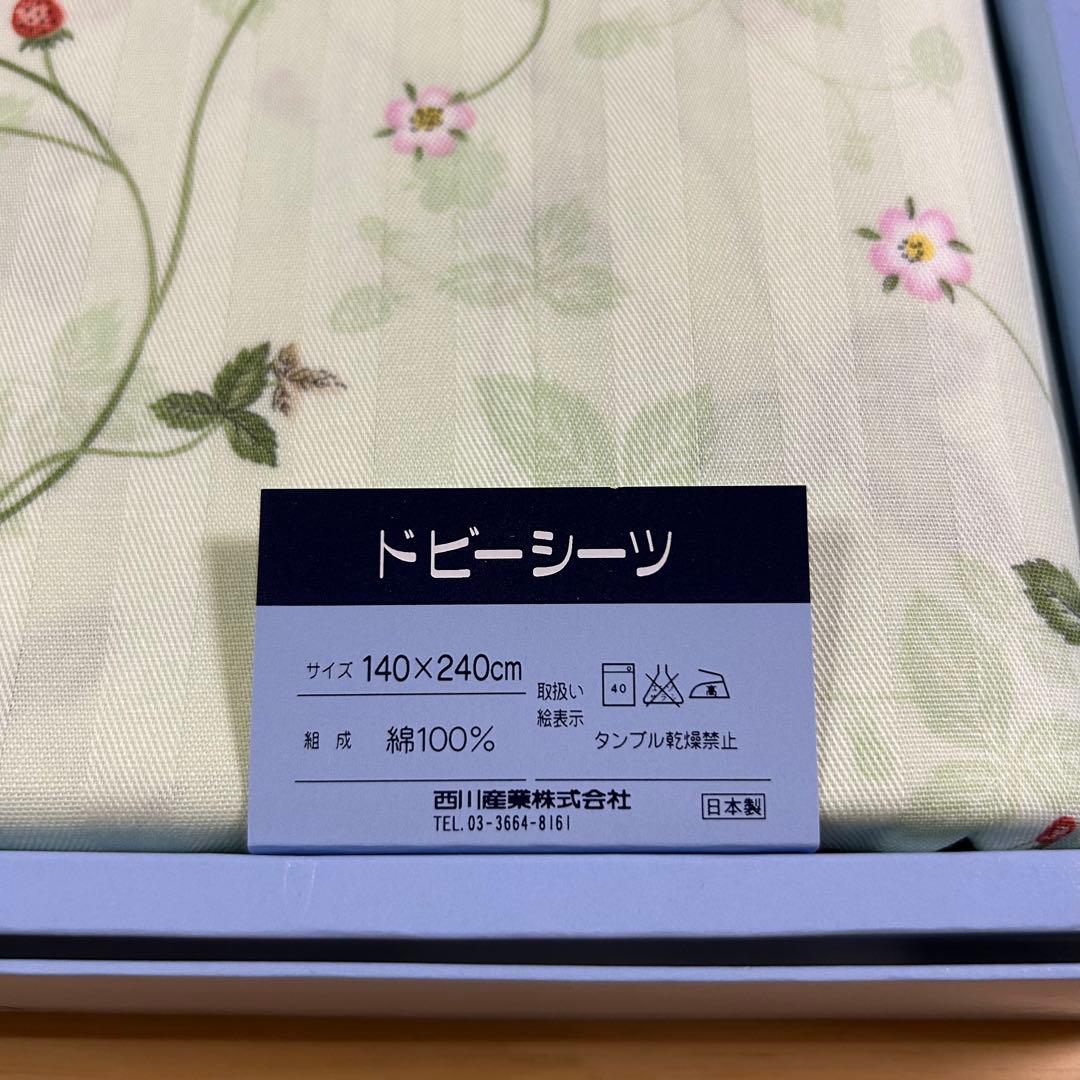 ドビーシーツ
サイズ 140×240cm
組成 綿100%
取扱い
絵表示
40
高
タンブル乾燥禁止
西川産業株式会社
TEL.03-3664-8161
日本製